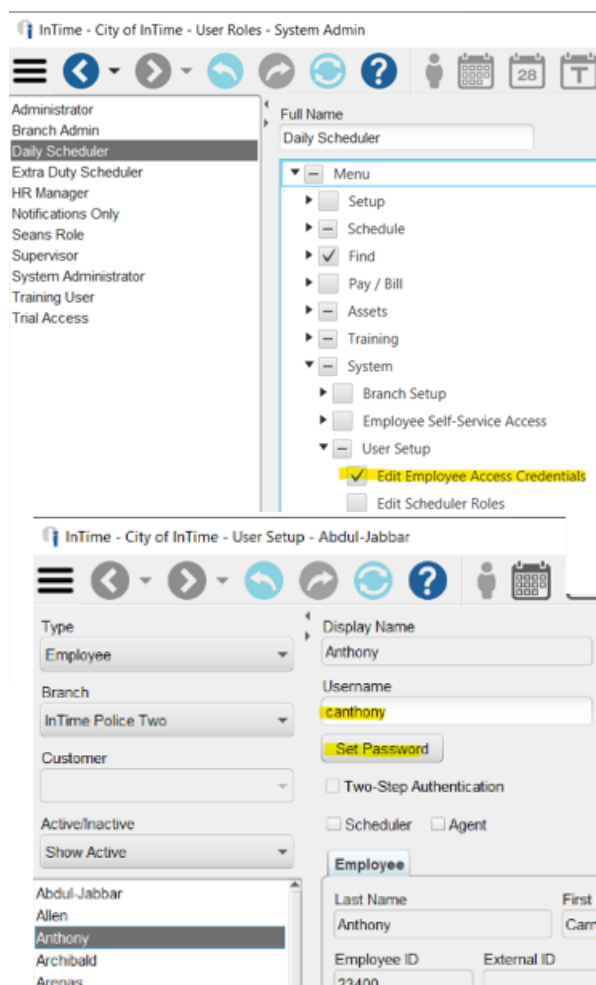 InTime - City of InTime - User Roles - System Admin
28
T
Administrator
Branch Admin
Daily Scheduler
Extra Duty Scheduler
HR Manager
Notifications Only
Seans Role
Supervisor
System Administrator
Training User
Trial Access
Full Name
Daily Scheduler
Menu
Setup
Schedule
Find
Pay / Bill
Assets
Training
System
Branch Setup
Employee Self-Service Access
User Setup
Edit Employee Access Credentials
Edit Scheduler Roles
InTime - City of InTime - User Setup - Abdul-Jabbar
Type
Employee
Branch
InTime Police Two
Customer
Active/Inactive
Show Active
Abdul-Jabbar
Allen
Anthony
Archibald
Arenas
Display Name
Anthony
Username
canthony
Set Password
Two-Step Authentication
Scheduler Agent
Employee
Last Name First
Anthony
Employee ID External ID
23400